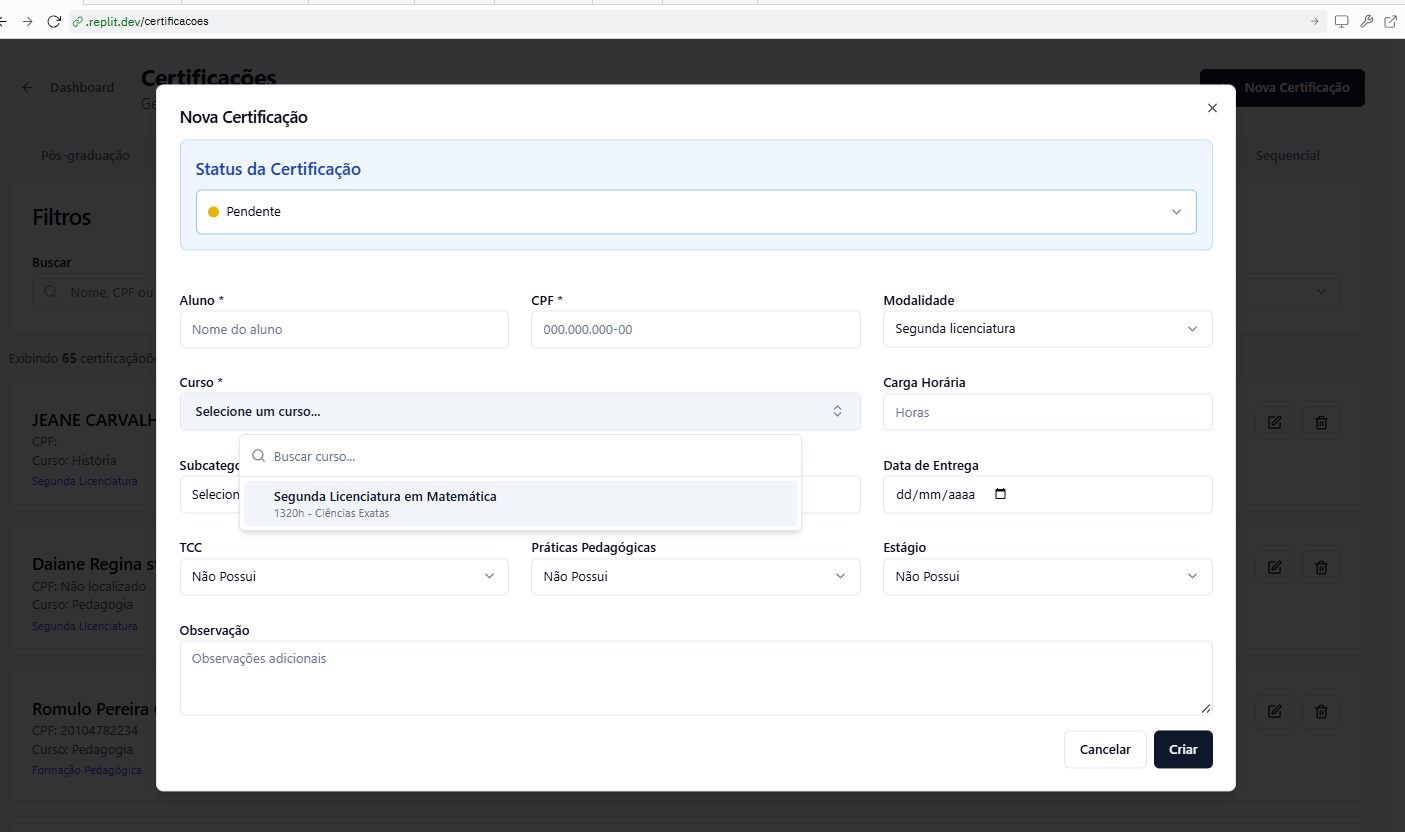 .replit.dev/certificacoes
Dashboard
Certificações
Ge
Nova Certificação
Pós-graduação
Sequencial
Filtros
Buscar
Nome, CPF ou
Exibindo 65 certificaçãoõe
JEANE CARVALH
CPF:
Curso: História
Segunda Licenciatura
Daiane Regina s
CPF: Não localizado
Curso: Pedagogia
Segunda Licenciatura
Romulo Pereira
CPF: 20104782234
Curso: Pedagogia
Formação Pedagógica
Nova Certificação
Status da Certificação
Pendente
Aluno *
CPF *
Modalidade
Nome do aluno
000.000.000-00
Segunda licenciatura
Curso *
Carga Horária
Selecione um curso...
Horas
Buscar curso...
Segunda Licenciatura em Matemática
1320h - Ciências Exatas
Subcatego
Data de Entrega
Selecion
dd/mm/aaaa
TCC
Práticas Pedagógicas
Estágio
Não Possui
Não Possui
Não Possui
Observação
Observações adicionais
Cancelar
Criar